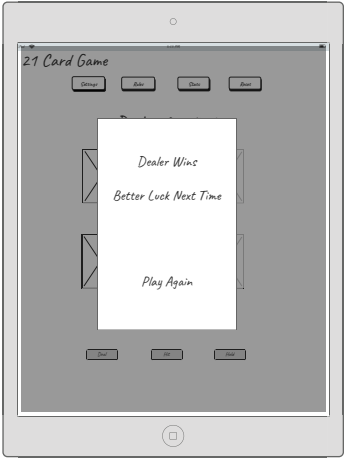 21 Card Game
Settings Rules Stats Reset
Dealer Wins
Better Luck Next Time
Play Again
Deal Hit Hold